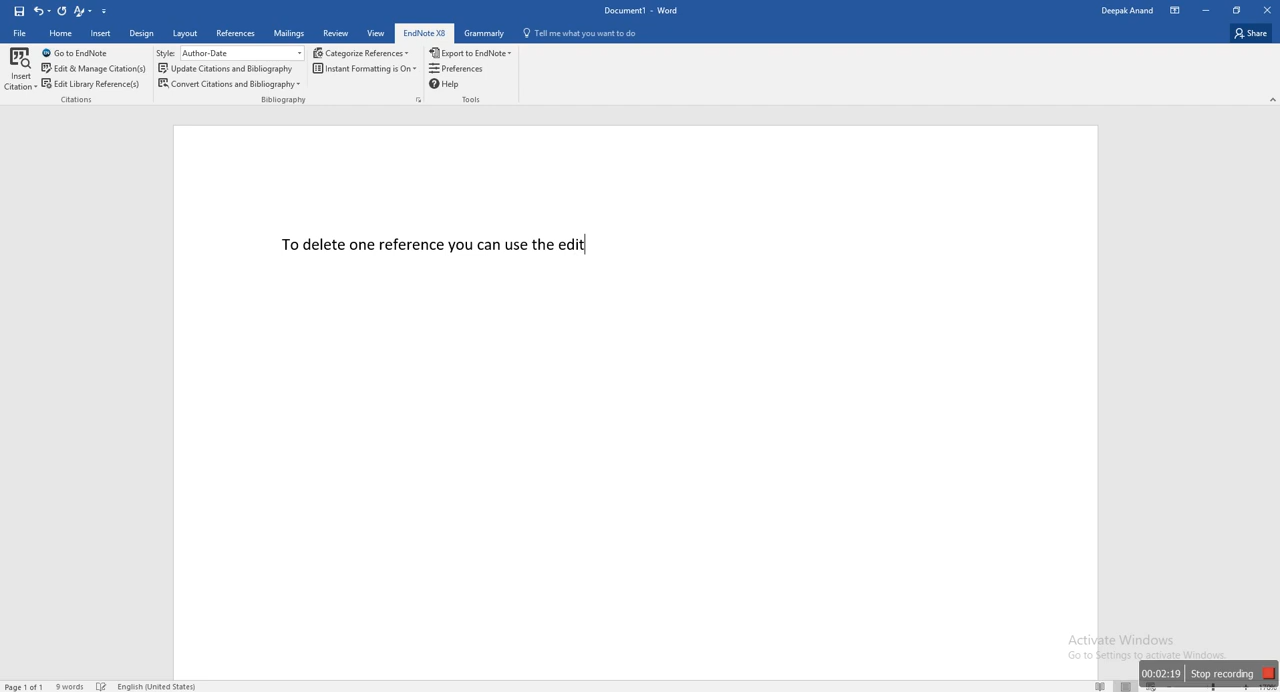 Document1 - Word
Deepak Anand
File Home Insert Design Layout References Mailings Review View EndNote X8 Grammarly Tell me what you want to do Share
Insert Citation
Go to EndNote
Edit & Manage Citation(s)
Edit Library Reference(s)
Citations
Style: Author-Date
Update Citations and Bibliography
Convert Citations and Bibliography
Categorize References
Instant Formatting is On
Bibliography
Export to EndNote
Preferences
Help
Tools
To delete one reference you can use the edit
Activate Windows
Go to Settings to activate Windows.
00:02:19 Stop recording
Page 1 of 1 9 words English (United States) 170%